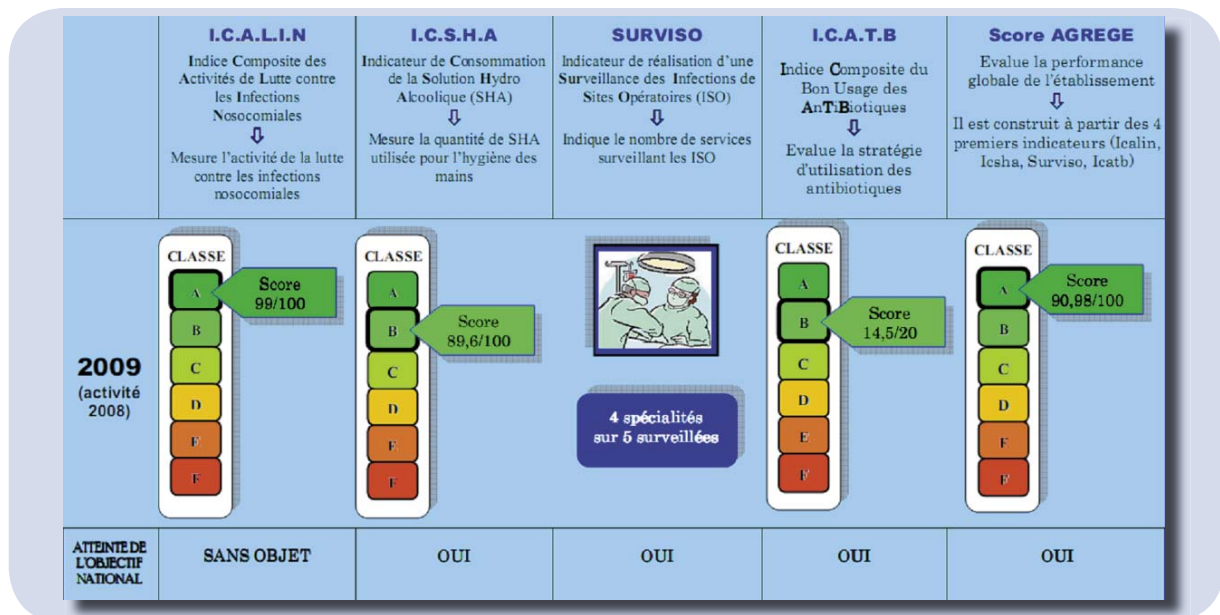 I.C.A.L.I.N
Indice Composite des
Activités de Lutte contre
les Infections
Nosocomiales
Mesure l'activité de la lutte
contre les infections
nosocomiales
I.C.S.H.A
Indicateur de Consommation
de la Solution Hydro
Alcoolique (SHA)
Mesure la quantité de SHA
utilisée pour l'hygiène des
mains
SURVISO
Indicateur de réalisation d'une
Surveillance des Infections de
Sites Opératoires (ISO)
Indique le nombre de services
surveillant les ISO
I.C.A.T.B
Indice Composite du
Bon Usage des
AnTiBiotiques
Evalue la stratégie
d'utilisation des
antibiotiques
Score AGREGE
Evalue la performance
globale de l'établissement
Il est construit à partir des 4
premiers indicateurs (Icalin,
Icsha, Surviso, Icatb)
2009
(activité
2008)
CLASSE
A
B
C
D
E
F
Score
99/100
CLASSE
A
B
C
D
E
F
Score
89,6/100
4 spécialités
sur 5 surveillées
CLASSE
A
B
C
D
E
F
Score
14,5/20
CLASSE
A
B
C
D
E
F
Score
90,98/100
ATTEINTE DE
L'OBJECTIF
NATIONAL
SANS OBJET
OUI
OUI
OUI
OUI